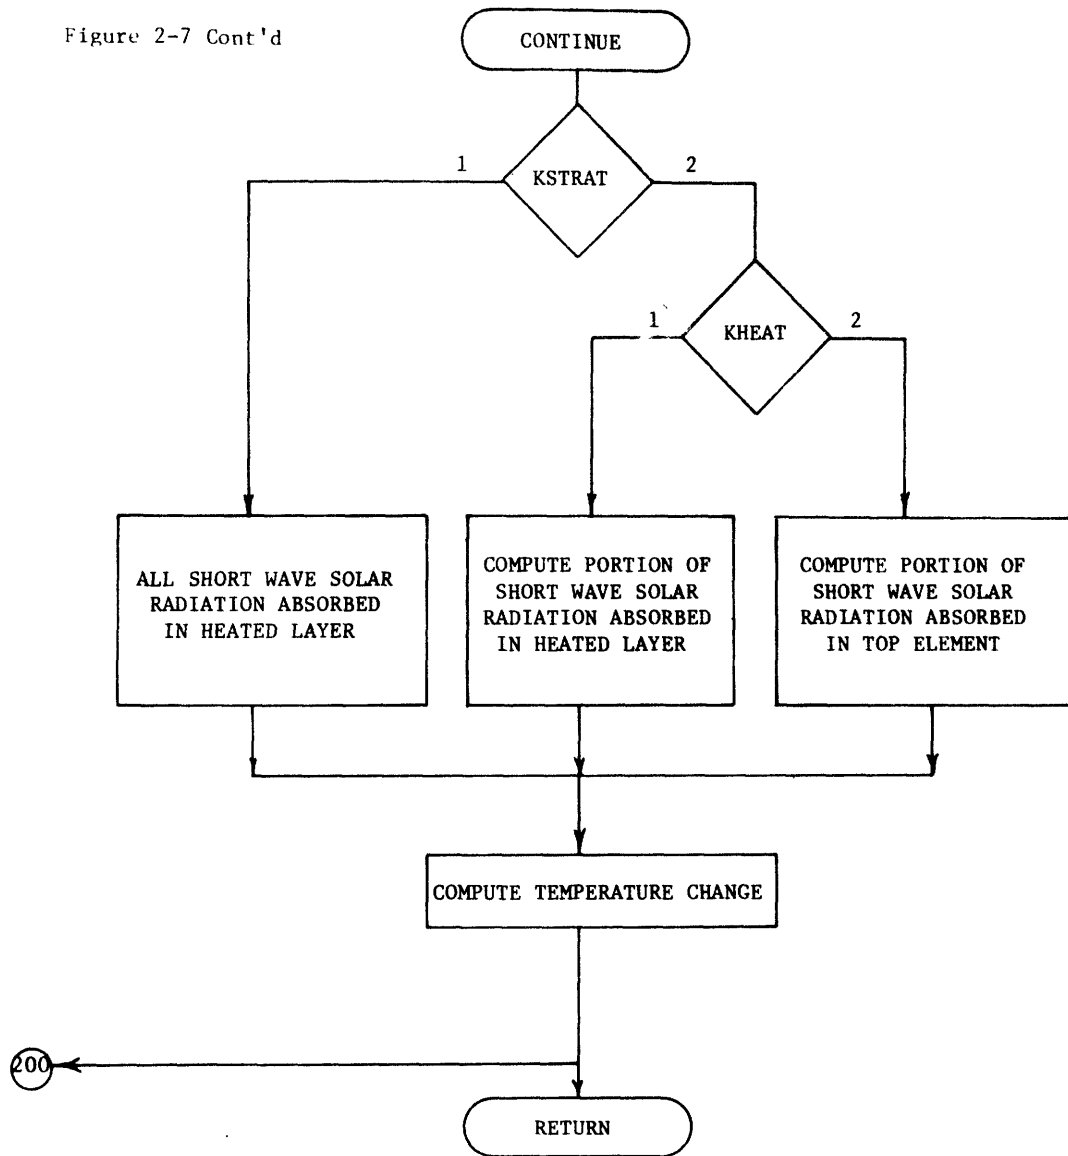 Figure 2-7 Cont'd
CONTINUE
1
KSTRAT
2
1
KHEAT
2
ALL SHORT WAVE SOLAR
RADIATION ABSORBED
IN HEATED LAYER
COMPUTE PORTION OF
SHORT WAVE SOLAR
RADIATION ABSORBED
IN HEATED LAYER
COMPUTE PORTION OF
SHORT WAVE SOLAR
RADIATION ABSORBED
IN TOP ELEMENT
COMPUTE TEMPERATURE CHANGE
200
RETURN